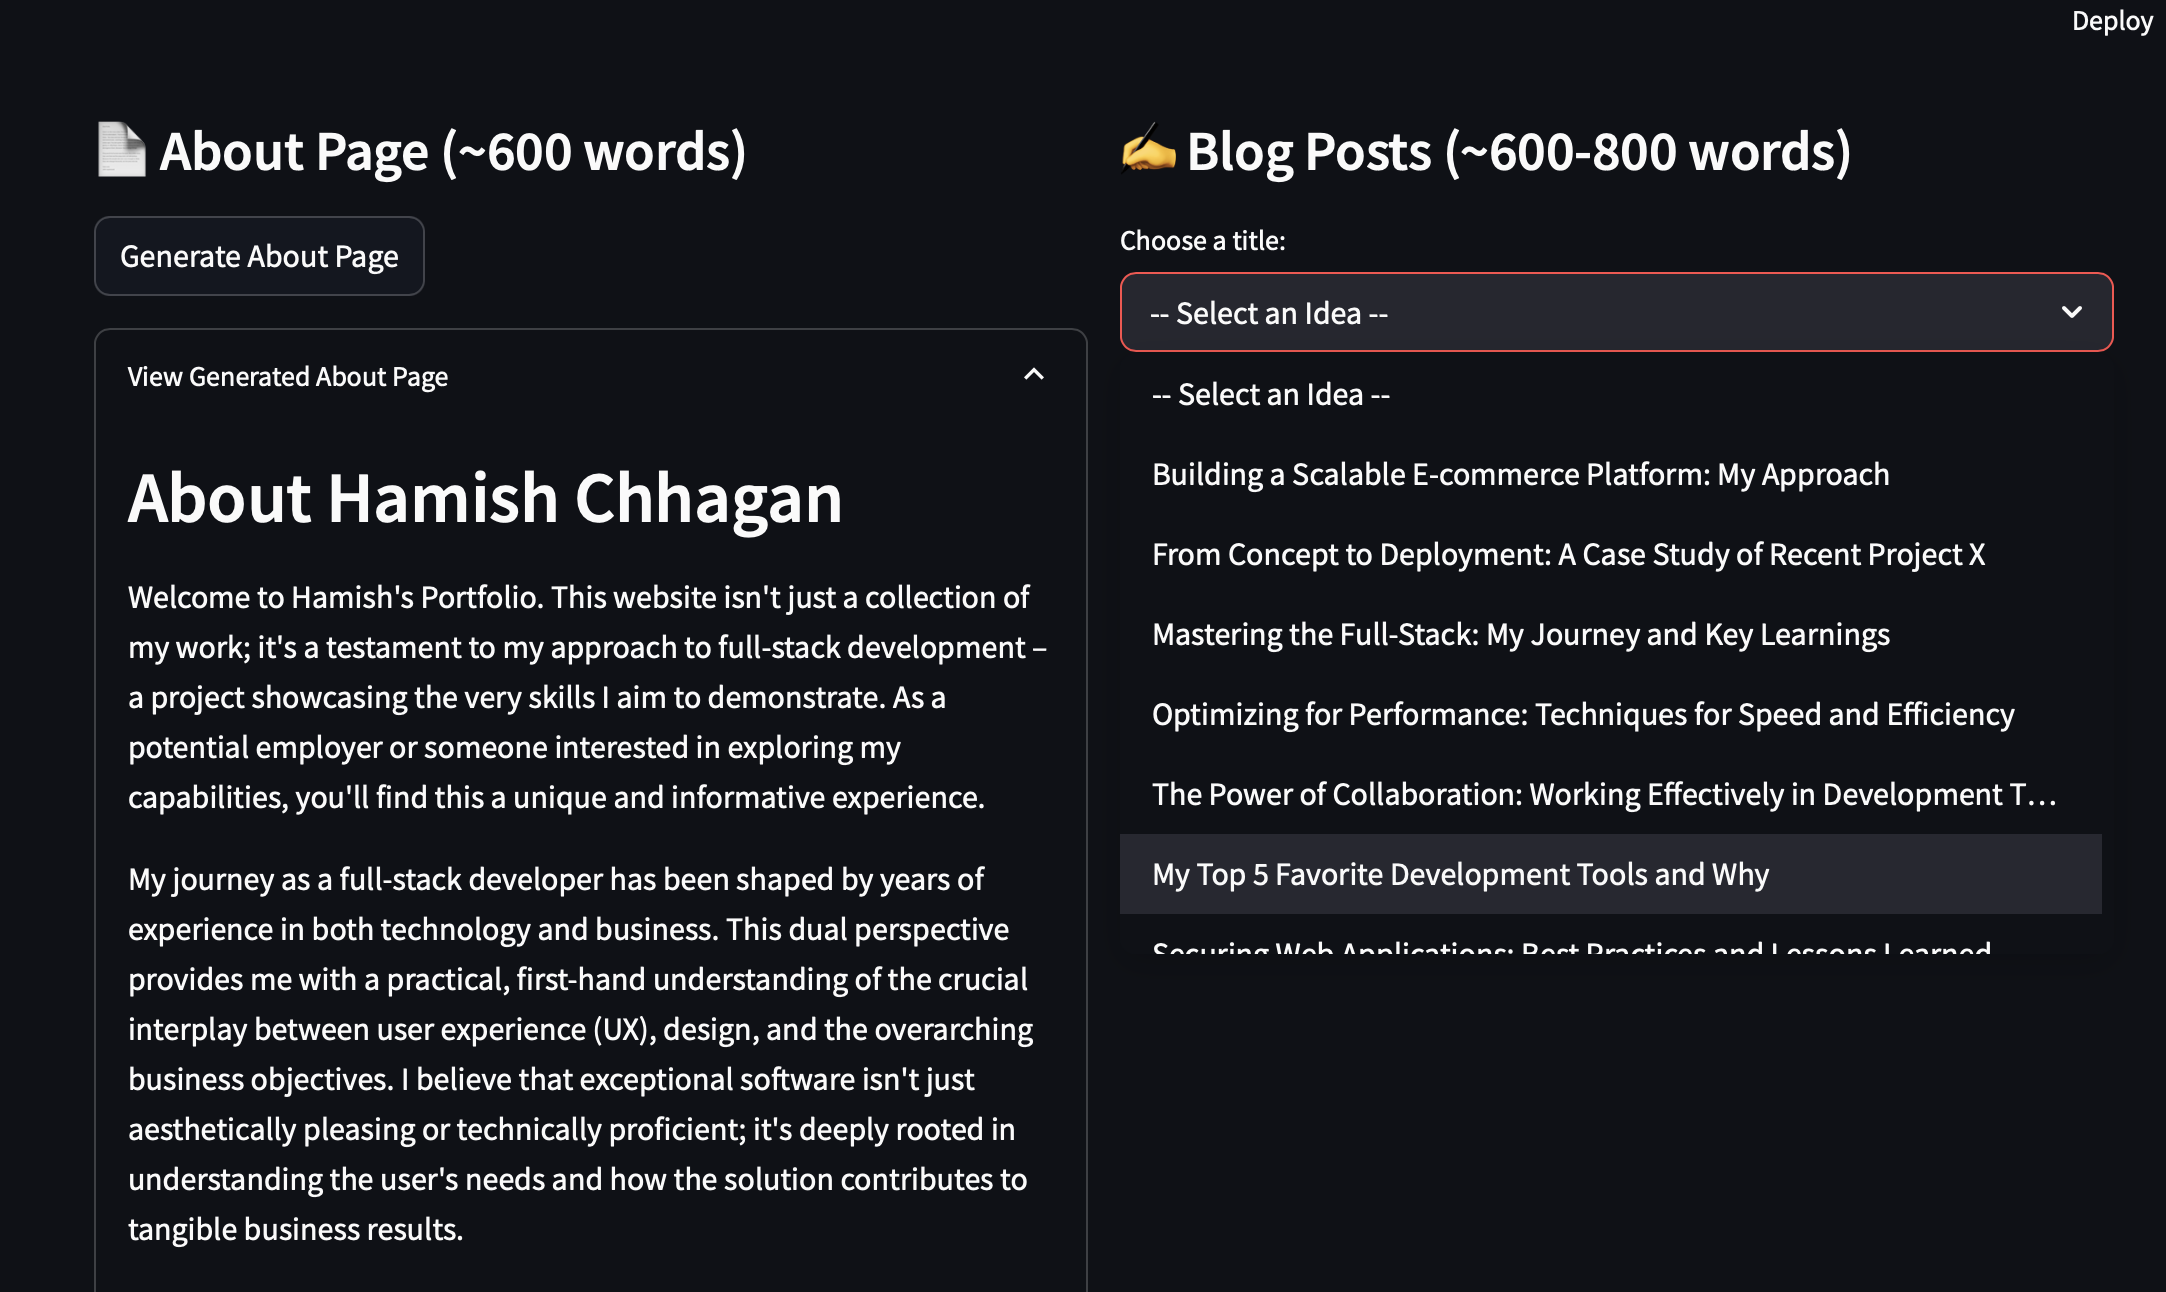 Deploy
About Page (~600 words)
Generate About Page
View Generated About Page
About Hamish Chhagan
Welcome to Hamish's Portfolio. This website isn't just a collection of
my work; it's a testament to my approach to full-stack development –
a project showcasing the very skills I aim to demonstrate. As a
potential employer or someone interested in exploring my
capabilities, you'll find this a unique and informative experience.
My journey as a full-stack developer has been shaped by years of
experience in both technology and business. This dual perspective
provides me with a practical, first-hand understanding of the crucial
interplay between user experience (UX), design, and the overarching
business objectives. I believe that exceptional software isn't just
aesthetically pleasing or technically proficient; it's deeply rooted in
understanding the user's needs and how the solution contributes to
tangible business results.
Blog Posts (~600-800 words)
Choose a title:
-- Select an Idea --
-- Select an Idea --
Building a Scalable E-commerce Platform: My Approach
From Concept to Deployment: A Case Study of Recent Project X
Mastering the Full-Stack: My Journey and Key Learnings
Optimizing for Performance: Techniques for Speed and Efficiency
The Power of Collaboration: Working Effectively in Development T…
My Top 5 Favorite Development Tools and Why
Securing Web Applications: Best Practices and Lessons Learned